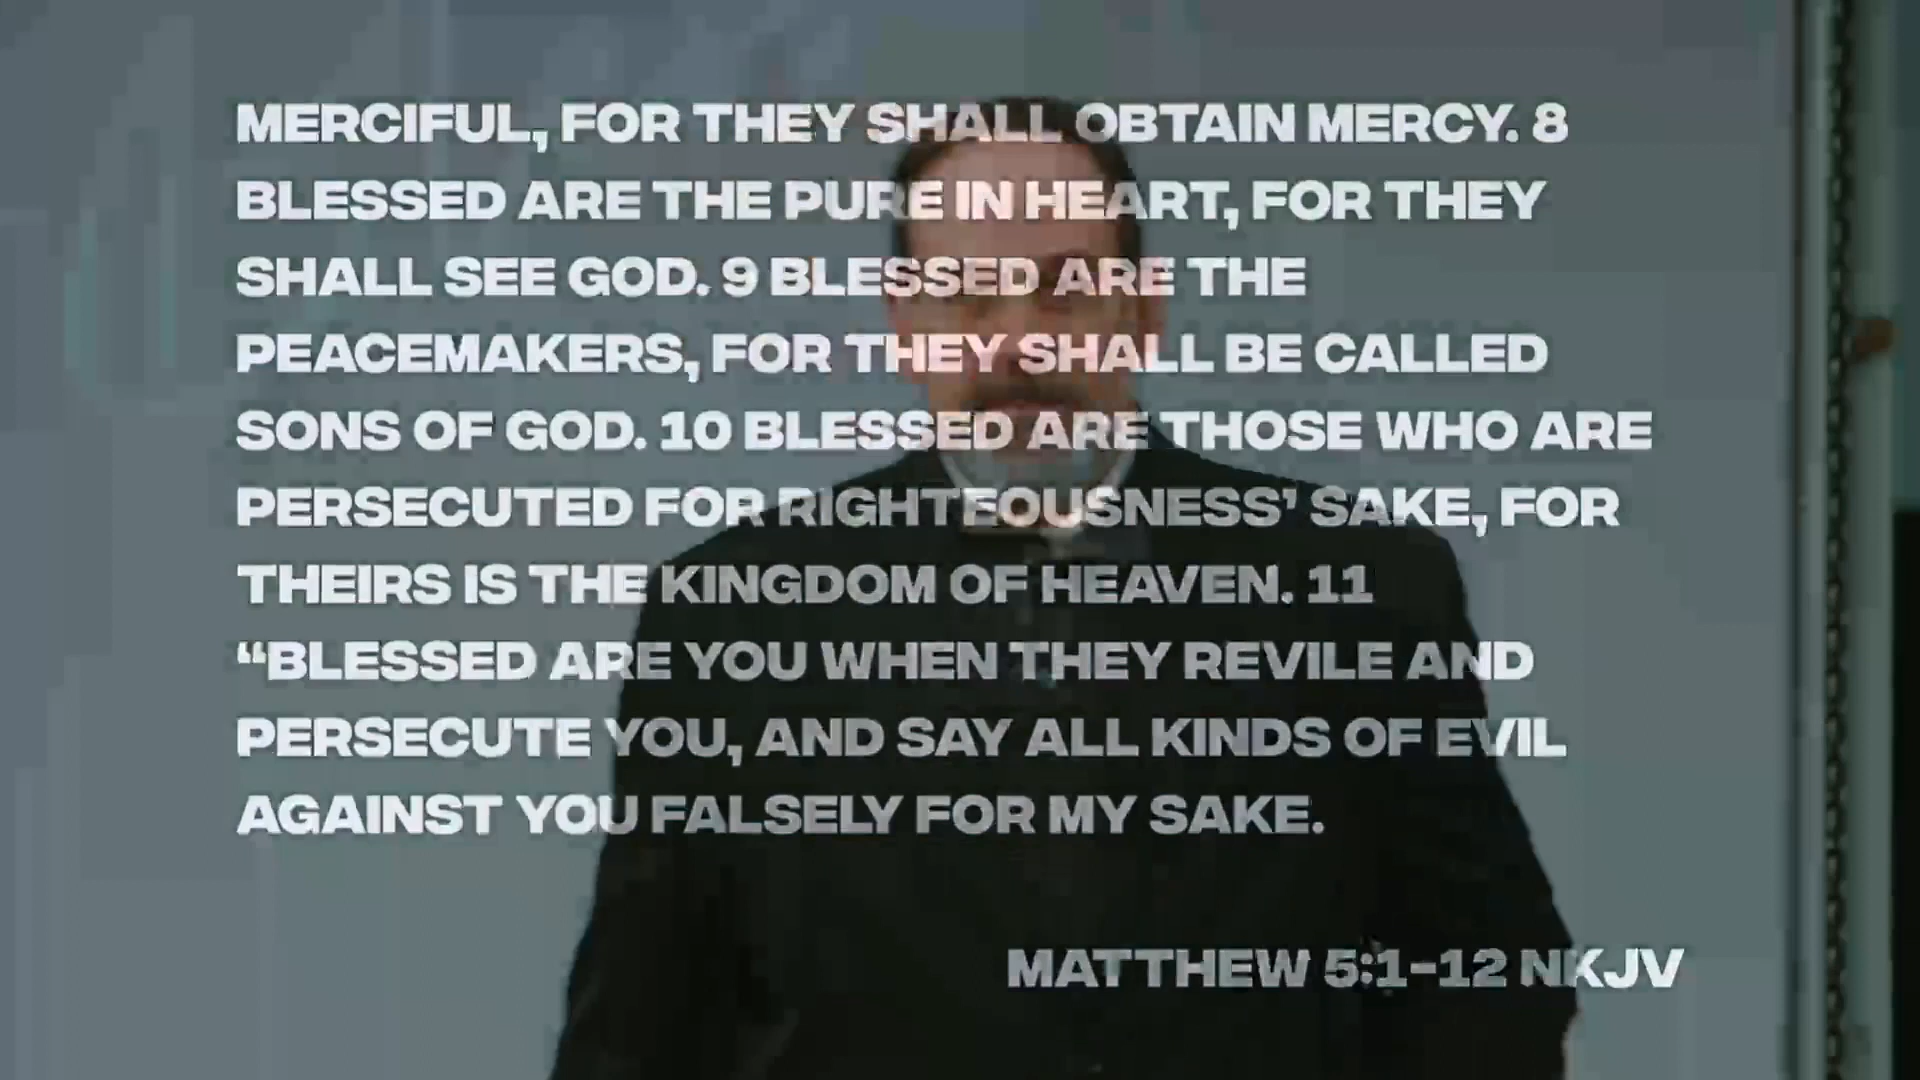 MERCIFUL, FOR THEY SHALL OBTAIN MERCY. 8
BLESSED ARE THE PURE IN HEART, FOR THEY
SHALL SEE GOD. 9 BLESSED ARE THE
PEACEMAKERS, FOR THEY SHALL BE CALLED
SONS OF GOD. 10 BLESSED ARE THOSE WHO ARE
PERSECUTED FOR RIGHTEOUSNESS’ SAKE, FOR
THEIRS IS THE KINGDOM OF HEAVEN. 11
“BLESSED ARE YOU WHEN THEY REVILE AND
PERSECUTE YOU, AND SAY ALL KINDS OF EVIL
AGAINST YOU FALSELY FOR MY SAKE.
MATTHEW 5:1-12 NKJV